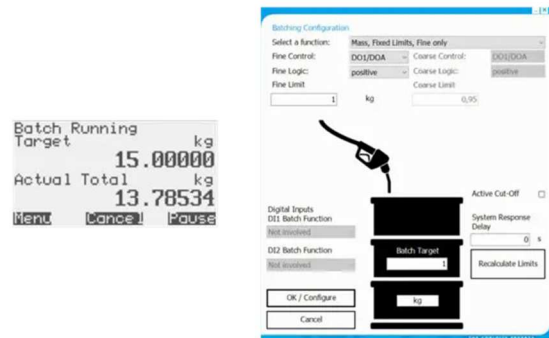 Batch Running
Target kg
15.00000
Actual Total kg
13.78534
Menu Cancel Pause
Batching Configuration
Select a function: Mass, Fixed Limits, Fine only
Fine Control: DO1/DOA Coarse Control: DO1/DOA
Fine Logic: positive Coarse Logic: positive
Fine Limit Coarse Limit
1 kg 0,95
Active Cut-Off
Digital Inputs
DI1 Batch Function
Not involved
System Response
Delay
0 s
DI2 Batch Function
Not involved
Batch Target
1
Recalculate Limits
OK / Configure
kg
Cancel